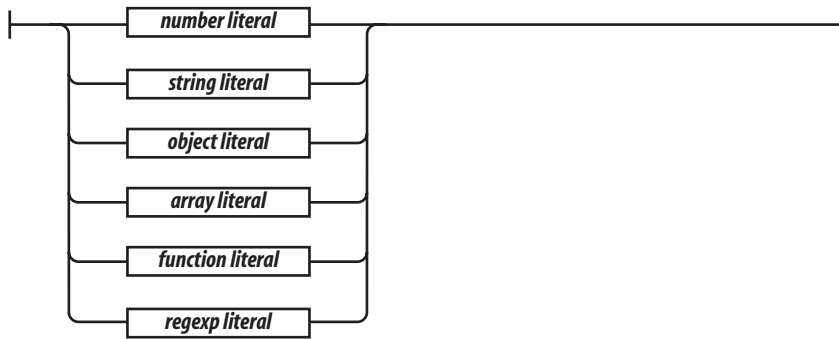 number literal
string literal
object literal
array literal
function literal
regexp literal